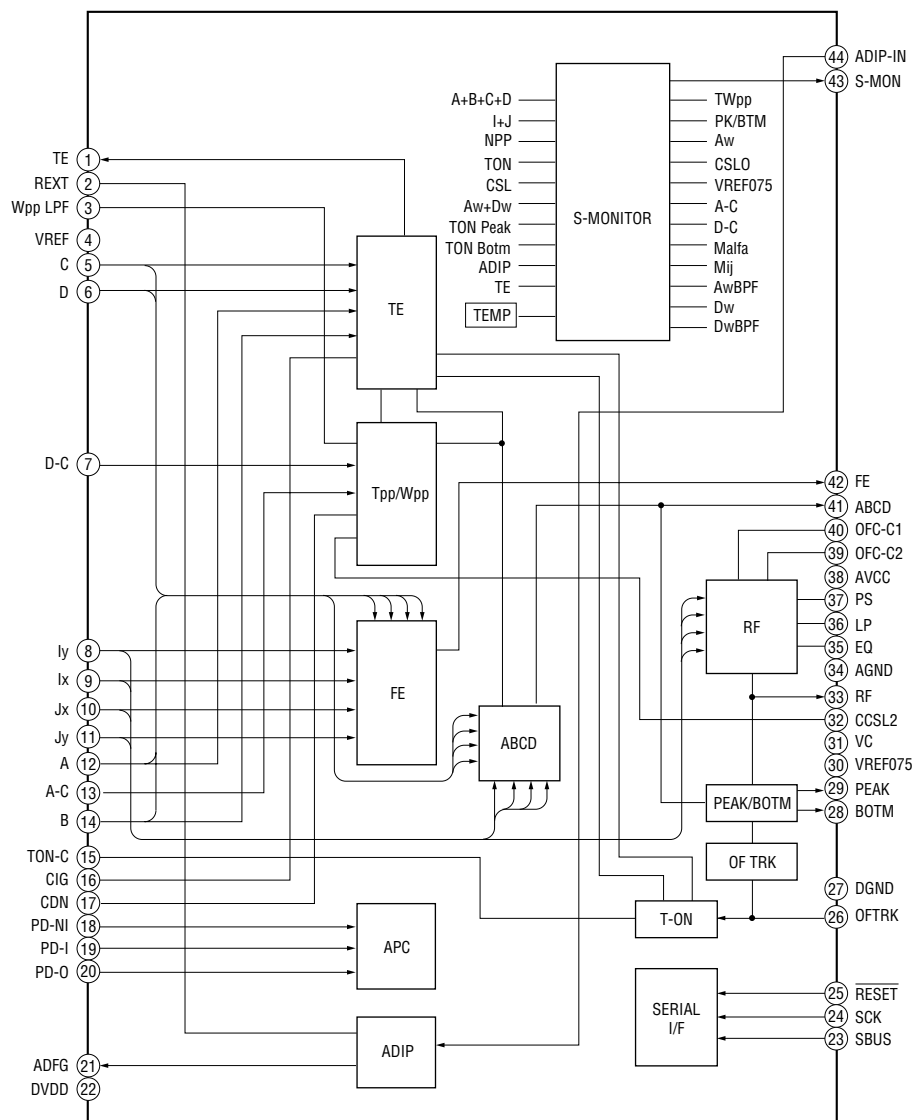 TE 1
REXT 2
Wpp LPF 3
VREF 4
C 5
D 6
D-C 7
Iy 8
Ix 9
Jx 10
Jy 11
A 12
A-C 13
B 14
TON-C 15
CIG 16
CDN 17
PD-NI 18
PD-I 19
PD-O 20
ADFG 21
DVDD 22
A+B+C+D
I+J
NPP
TON
CSL
Aw+Dw
TON Peak
TON Botm
ADIP
TE
TEMP
S-MONITOR
TWpp
PK/BTM
Aw
CSLO
VREF075
A-C
D-C
Malfa
Mij
AwBPF
Dw
DwBPF
TE
Tpp/Wpp
FE
ABCD
RF
PEAK/BOTM
OF TRK
T-ON
APC
ADIP
SERIAL
I/F
44 ADIP-IN
43 S-MON
42 FE
41 ABCD
40 OFC-C1
39 OFC-C2
38 AVCC
37 PS
36 LP
35 EQ
34 AGND
33 RF
32 CCSL2
31 VC
30 VREF075
29 PEAK
28 BOTM
27 DGND
26 OFTRK
25 RESET
24 SCK
23 SBUS